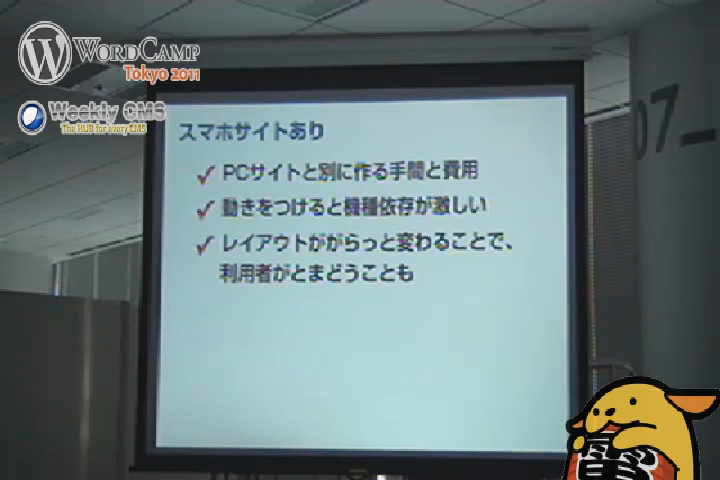 WORDCAMP
Tokyo 2011
Weekly CMS
The HUB for every CMS
07
スマホサイトあり
PCサイトと別に作る手間と費用
動きをつけると機種依存が激しい
レイアウトががらっと変わることで、
利用者がとまどうことも